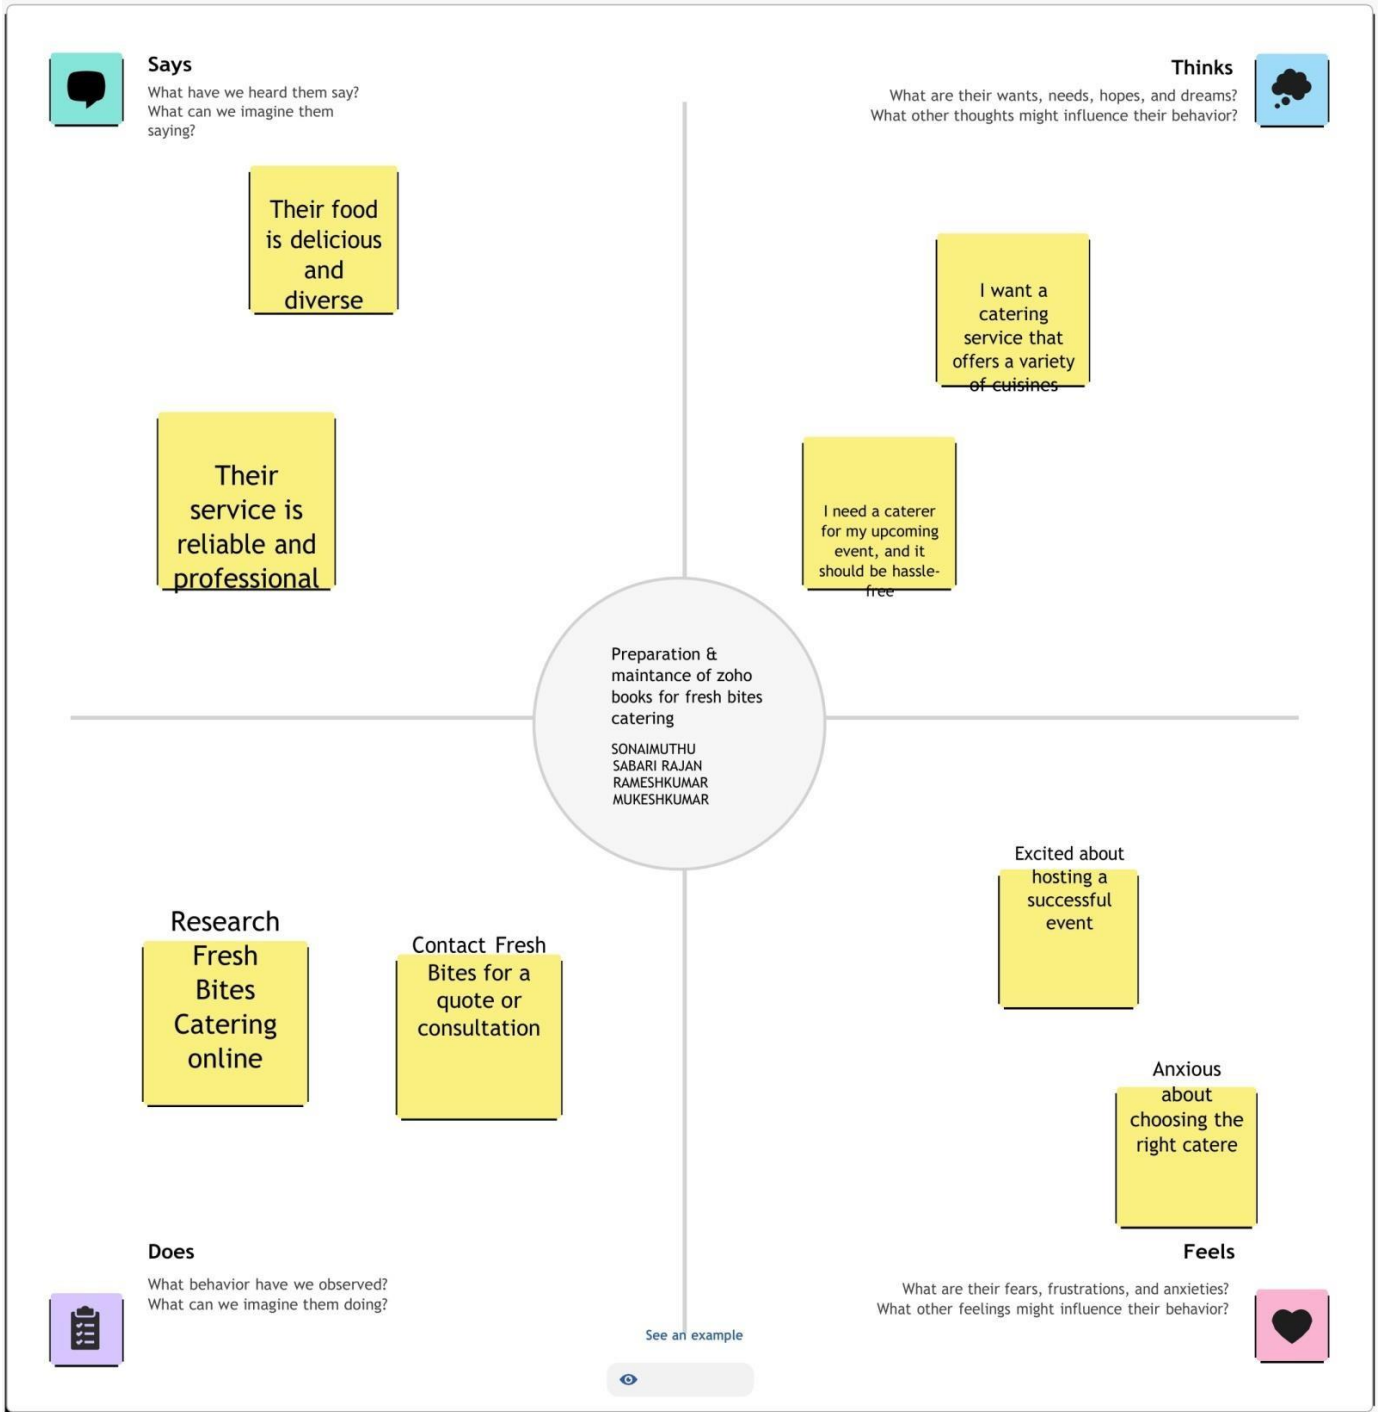 Says
What have we heard them say?
What can we imagine them
saying?
Their food
is delicious
and
diverse
Their
service is
reliable and
professional
Thinks
What are their wants, needs, hopes, and dreams?
What other thoughts might influence their behavior?
I want a
catering
service that
offers a variety
of cuisines
I need a caterer
for my upcoming
event, and it
should be hassle-
free
Preparation &
maintance of zoho
books for fresh bites
catering
SONAIMUTHU
SABARI RAJAN
RAMESHKUMAR
MUKESHKUMAR
Research
Fresh
Bites
Catering
online
Contact Fresh
Bites for a
quote or
consultation
Does
What behavior have we observed?
What can we imagine them doing?
Excited about
hosting a
successful
event
Anxious
about
choosing the
right catere
Feels
What are their fears, frustrations, and anxieties?
What other feelings might influence their behavior?
See an example